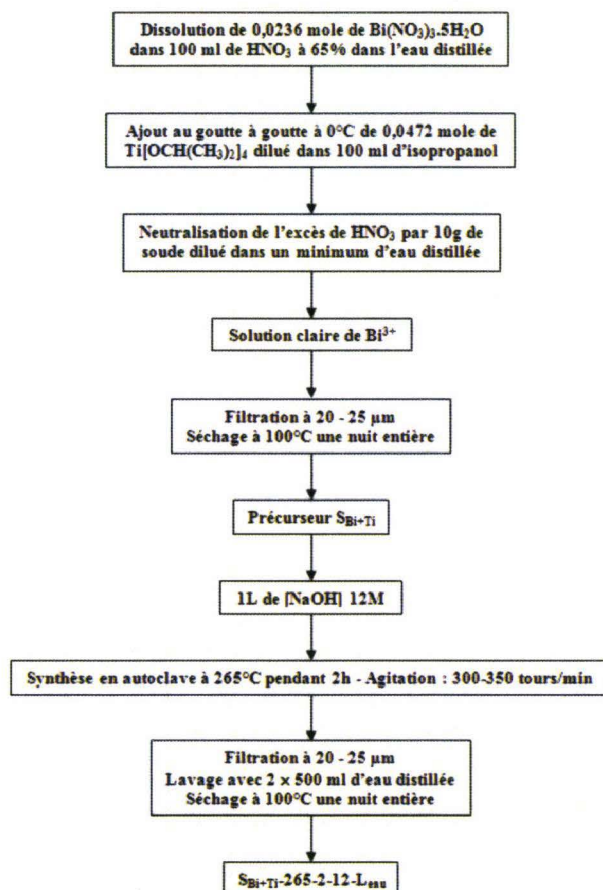 Dissolution de 0,0236 mole de Bi(NO₃)₃.5H₂O
dans 100 ml de HNO₃ à 65% dans l'eau distillée
Ajout au goutte à goutte à 0°C de 0,0472 mole de
Ti[OCH(CH₃)₂]₄ dilué dans 100 ml d'isopropanol
Neutralisation de l'excès de HNO₃ par 10g de
soude dilué dans un minimum d'eau distillée
Solution claire de Bi³⁺
Filtration à 20 - 25 µm
Séchage à 100°C une nuit entière
Précurseur S_Bi+Ti
1L de [NaOH] 12M
Synthèse en autoclave à 265°C pendant 2h - Agitation : 300-350 tours/min
Filtration à 20 - 25 µm
Lavage avec 2 × 500 ml d'eau distillée
Séchage à 100°C une nuit entière
S_Bi+Ti-265-2-12-L_eau